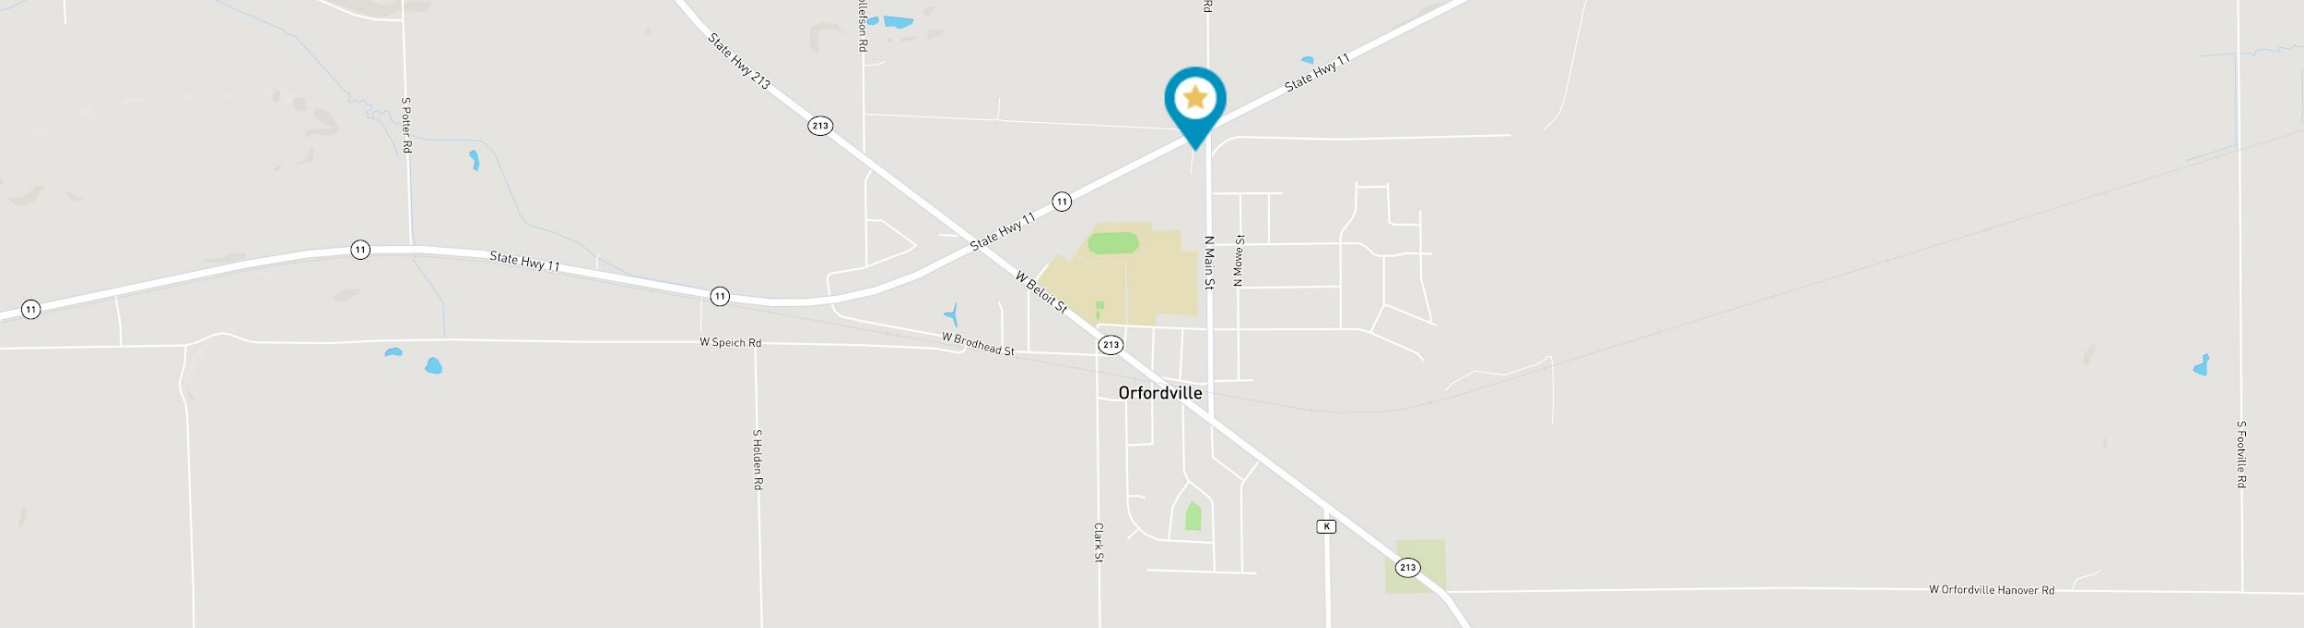 ollefson Rd
Rd
State Hwy 213
State Hwy 11
S Potter Rd
213
11
State Hwy 11
N Main St
N Mowe St
11
State Hwy 11
W Beloit St
11
11
W Speich Rd
W Brodhead St
213
Orfordville
S Holden Rd
S Footville Rd
Clark St
K
213
W Orfordville Hanover Rd